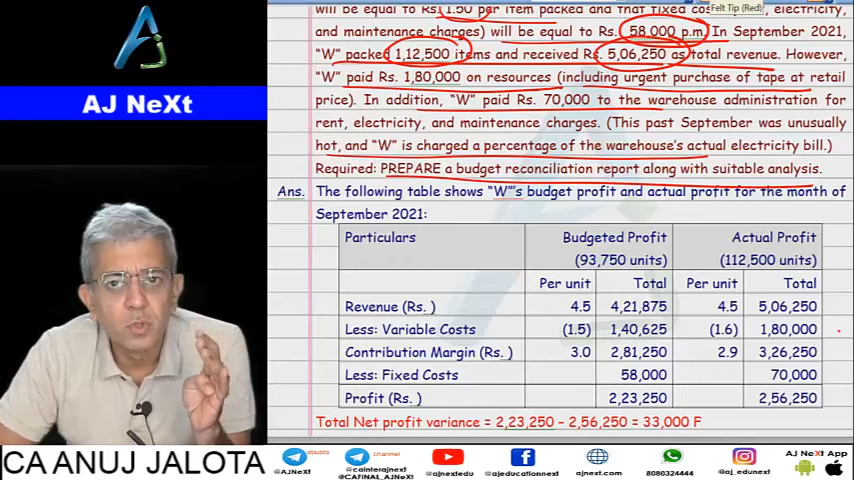 will be equal to Rs. 1.50 per item packed and that fixed electricity,
Felt Tip (Red)
and maintenance charges) will be equal to Rs. 58,000 p.m. In September 2021,
"W" packed 1,12,500 items and received Rs. 5,06,250 as total revenue. However,
"W" paid Rs. 1,80,000 on resources (including urgent purchase of tape at retail
price). In addition, "W" paid Rs. 70,000 to the warehouse administration for
rent, electricity, and maintenance charges. (This past September was unusually
hot, and "W" is charged a percentage of the warehouse's actual electricity bill.)
Required: PREPARE a budget reconciliation report along with suitable analysis.
Ans. The following table shows "W"'s budget profit and actual profit for the month of
September 2021:
Particulars Budgeted Profit Actual Profit
(93,750 units) (112,500 units)
Per unit Total Per unit Total
Revenue (Rs. ) 4.5 4,21,875 4.5 5,06,250
Less: Variable Costs (1.5) 1,40,625 (1.6) 1,80,000
Contribution Margin (Rs. ) 3.0 2,81,250 2.9 3,26,250
Less: Fixed Costs 58,000 70,000
Profit (Rs. ) 2,23,250 2,56,250
Total Net profit variance = 2,23,250 – 2,56,250 = 33,000 F
AJ NeXt
CA ANUJ JALOTA
doubts
@AJNeXt
channel
@cainterajnext
@CAFINAL_AJNeXt
@ajnextedu
@ajeducationnext
ajnext.com
8080324444
@aj_edunext
AJ NeXt App